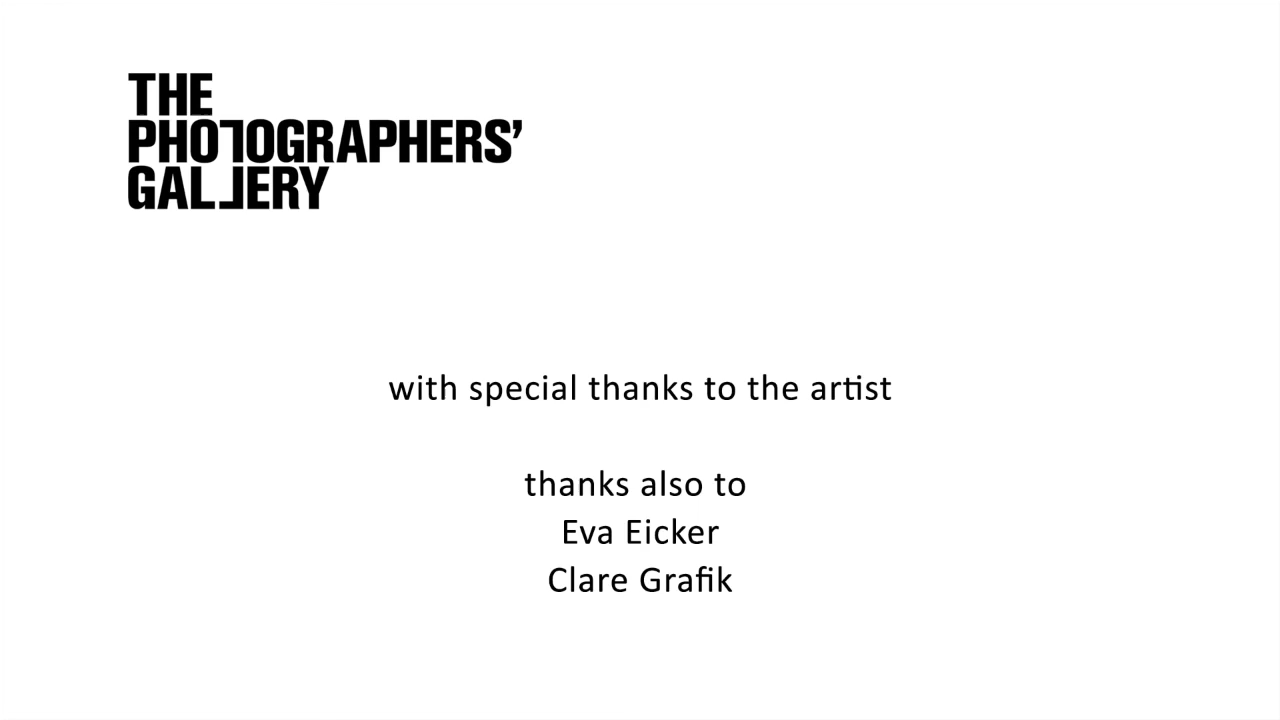 THE
PHOTOGRAPHERS’
GALLERY
with special thanks to the artist
thanks also to
Eva Eicker
Clare Grafik